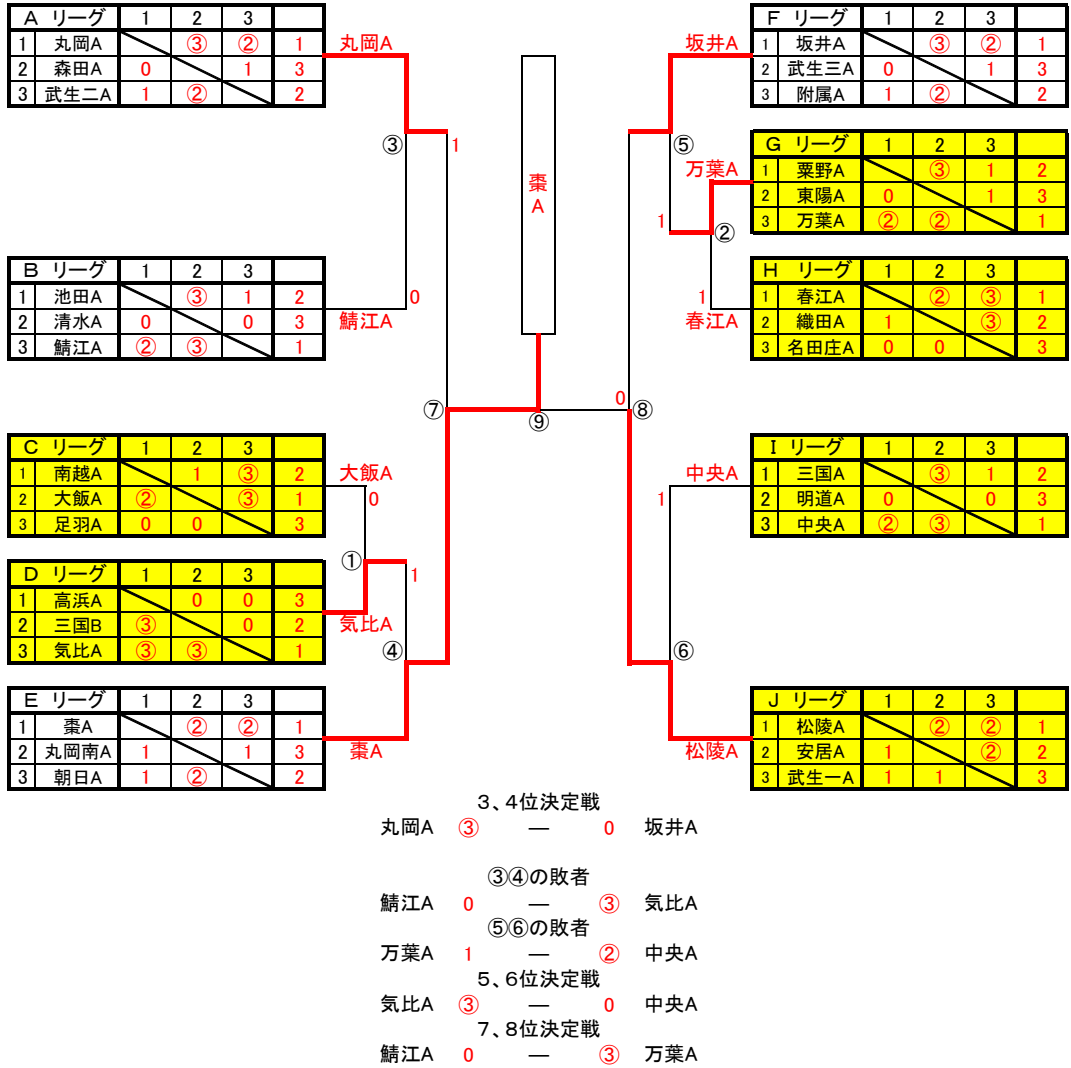 A リーグ 1 2 3
1 丸岡A ③ ② 1
2 森田A 0 1 3
3 武生二A 1 ② 2
丸岡A
③
1
B リーグ 1 2 3
1 池田A ③ 1 2
2 清水A 0 0 3
3 鯖江A ② ③ 1
0
鯖江A
⑦
C リーグ 1 2 3
1 南越A 1 ③ 2
2 大飯A ② ③ 1
3 足羽A 0 0 3
大飯A
0
①
1
D リーグ 1 2 3
1 高浜A 0 0 3
2 三国B ③ 0 2
3 気比A ③ ③ 1
気比A
④
E リーグ 1 2 3
1 棗A ② ② 1
2 丸岡南A 1 1 3
3 朝日A 1 ② 2
棗A
棗A
⑨
F リーグ 1 2 3
1 坂井A ③ ② 1
2 武生三A 0 1 3
3 附属A 1 ② 2
坂井A
⑤
G リーグ 1 2 3
1 粟野A ③ 1 2
2 東陽A 0 1 3
3 万葉A ② ② 1
万葉A
1
②
H リーグ 1 2 3
1 春江A ② ③ 1
2 織田A 1 ③ 2
3 名田庄A 0 0 3
1
春江A
0
⑧
I リーグ 1 2 3
1 三国A ③ 1 2
2 明道A 0 0 3
3 中央A ② ③ 1
中央A
1
⑥
J リーグ 1 2 3
1 松陵A ② ② 1
2 安居A 1 ② 2
3 武生一A 1 1 3
松陵A
3、4位決定戦
丸岡A ③ ― 0 坂井A
③④の敗者
鯖江A 0 ― ③ 気比A
⑤⑥の敗者
万葉A 1 ― ② 中央A
5、6位決定戦
気比A ③ ― 0 中央A
7、8位決定戦
鯖江A 0 ― ③ 万葉A